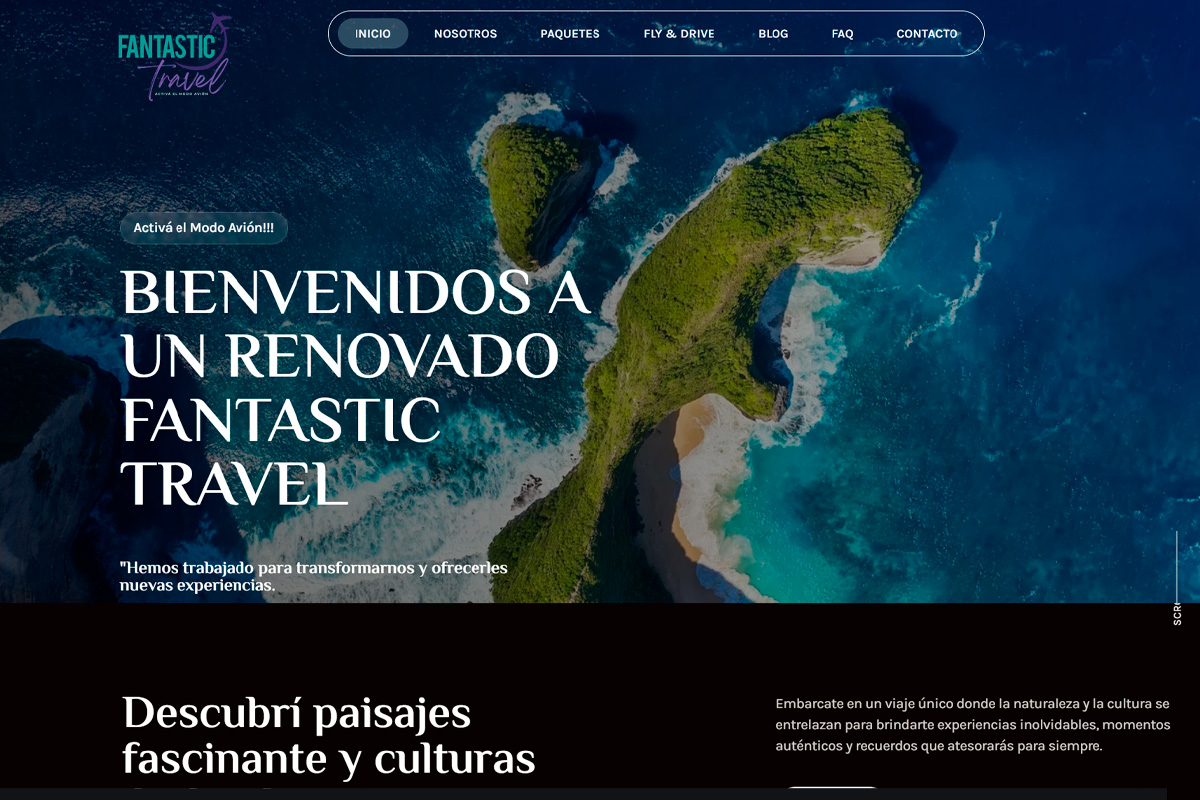 FANTASTIC
Travel
ACTIVÁ EL MODO AVIÓN
INICIO
NOSOTROS
PAQUETES
FLY & DRIVE
BLOG
FAQ
CONTACTO
Activá el Modo Avión!!!
BIENVENIDOS A
UN RENOVADO
FANTASTIC
TRAVEL
"Hemos trabajado para transformarnos y ofrecerles
nuevas experiencias.
Descubrí paisajes
fascinante y culturas
Embarcate en un viaje único donde la naturaleza y la cultura se
entrelazan para brindarte experiencias inolvidables, momentos
auténticos y recuerdos que atesorarás para siempre.